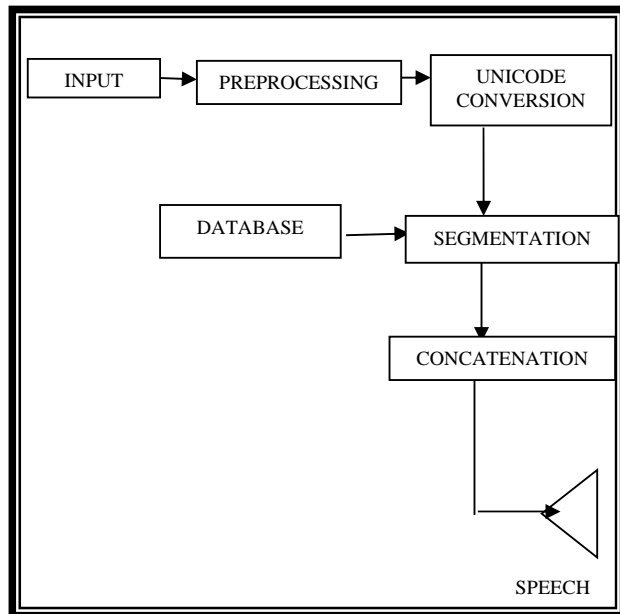 INPUT
PREPROCESSING
UNICODE
CONVERSION
DATABASE
SEGMENTATION
CONCATENATION
SPEECH